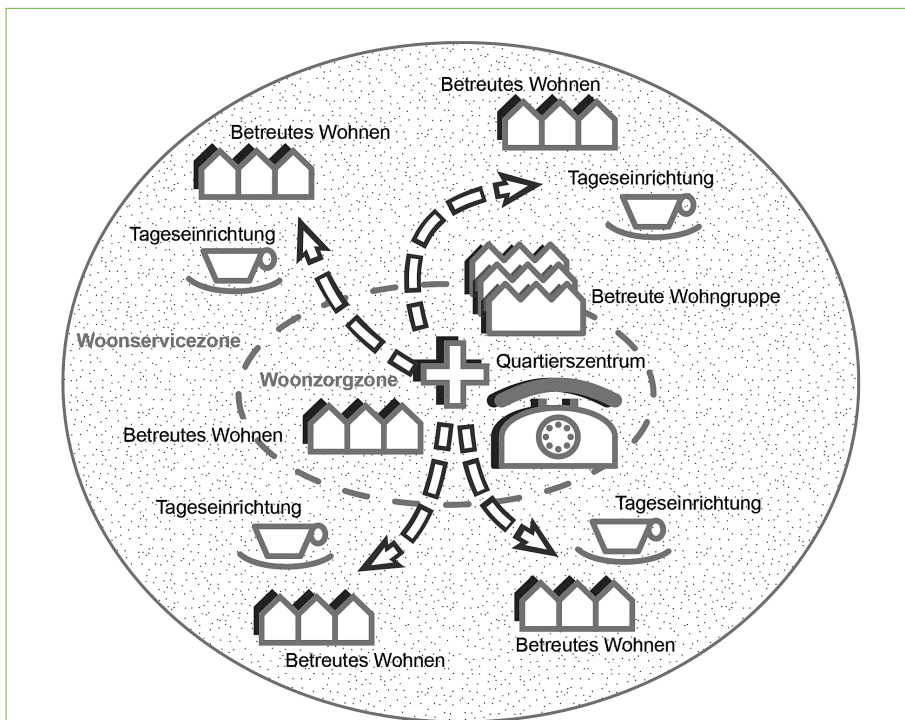 Betreutes Wohnen
Betreutes Wohnen
Tageseinrichtung
Tageseinrichtung
Betreute Wohngruppe
Woonservicezone
Quartierszentrum
Woonzorgzone
Betreutes Wohnen
Tageseinrichtung
Tageseinrichtung
Betreutes Wohnen
Betreutes Wohnen